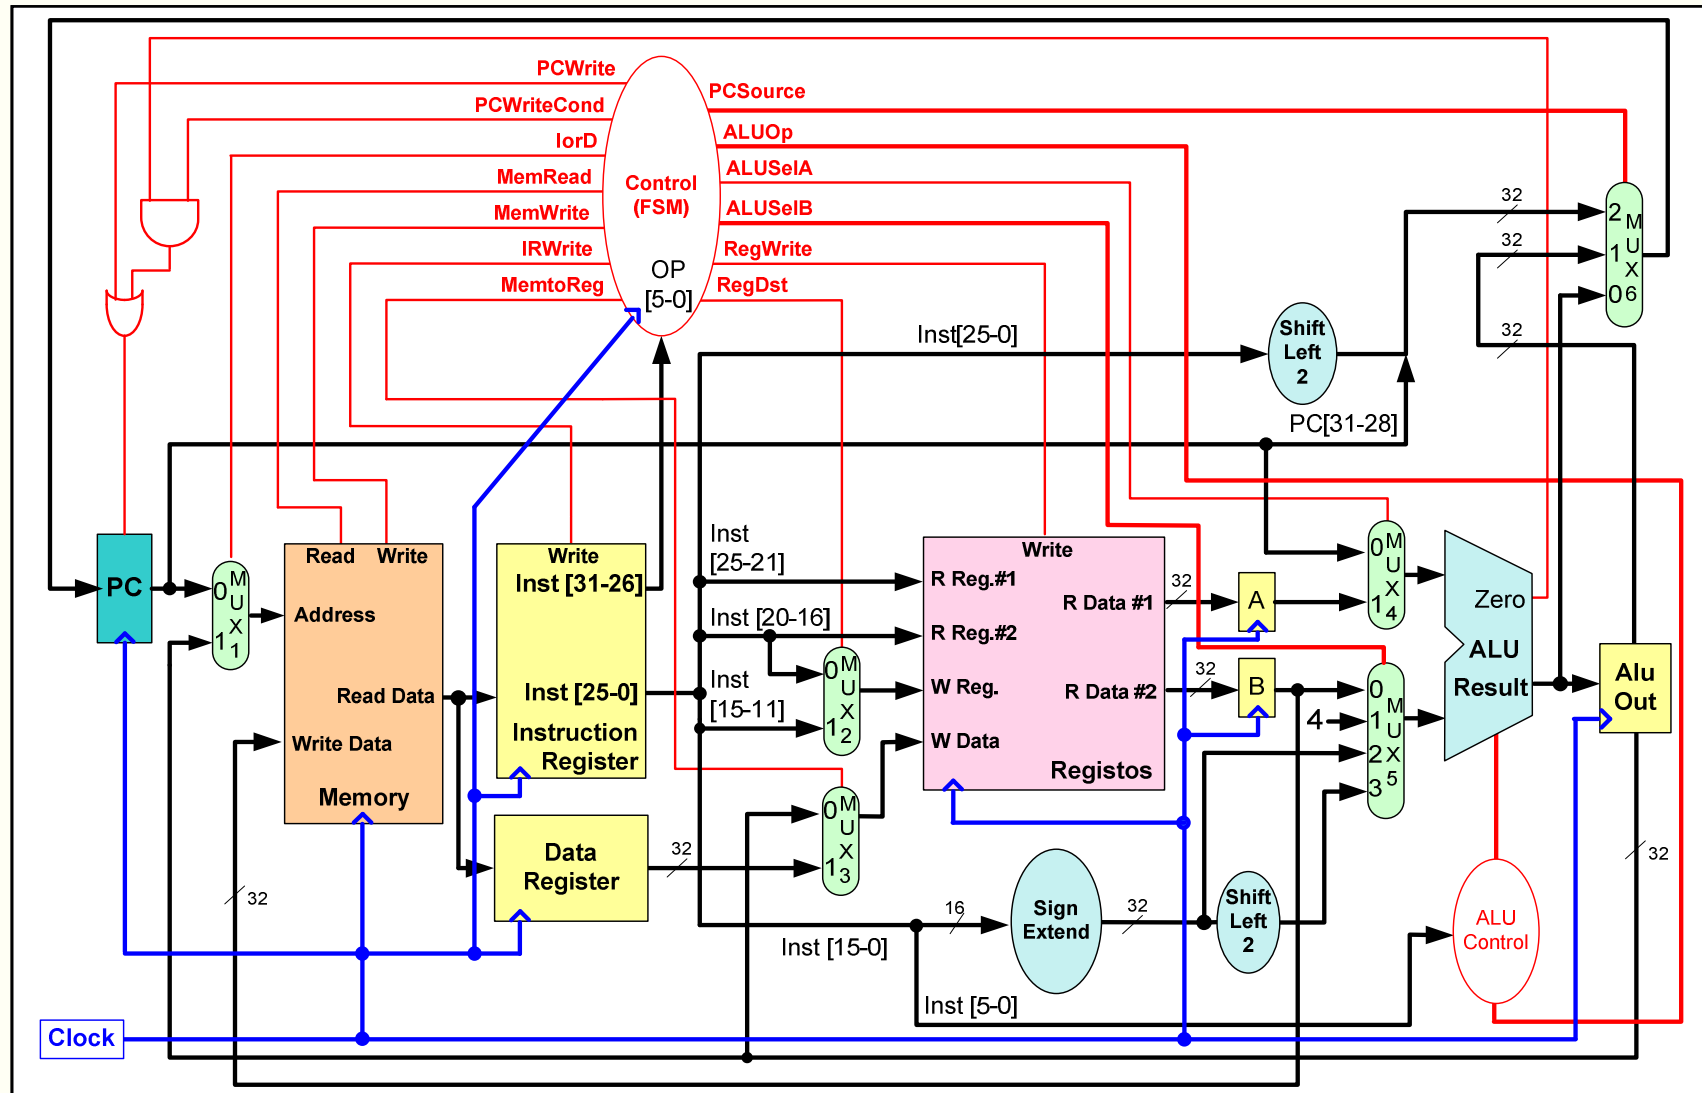 PCWrite
PCWriteCond
IorD
MemRead
MemWrite
IRWrite
MemtoReg
Control
(FSM)
OP
[5-0]
PCSource
ALUOp
ALUSelA
ALUSelB
RegWrite
RegDst
Inst[25-0]
Shift
Left
2
PC[31-28]
32
32
32
2
1
0
M
U
X
6
PC
0
1
M
U
X
1
Read Write
Address
Read Data
Write Data
Memory
32
Write
Inst [31-26]
Inst [25-0]
Instruction
Register
Data
Register
32
Inst
[25-21]
Inst [20-16]
Inst
[15-11]
0
1
M
U
X
2
0
1
M
U
X
3
Write
R Reg.#1
R Data #1
R Reg.#2
W Reg.
R Data #2
W Data
Registos
32
32
A
B
4
0
1
M
U
X
4
0
1
2
3
M
U
X
5
Zero
ALU
Result
Alu
Out
32
Inst [15-0]
16
Sign
Extend
32
Shift
Left
2
ALU
Control
Inst [5-0]
Clock